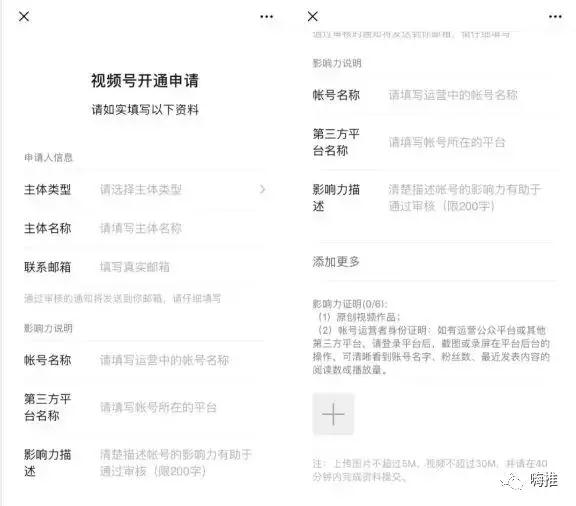 视频号开通申请
请如实填写以下资料
申请人信息
主体类型 请选择主体类型
主体名称 请填写主体名称
联系邮箱 填写真实邮箱
通过审核的通知将发送到你邮箱，请仔细填写
影响力说明
帐号名称 请填写运营中的帐号名称
第三方平
台名称 请填写帐号所在的平台
影响力描
述 清楚描述帐号的影响力有助于
通过审核（限200字）
通过审核的通知将发送到你邮箱，请仔细填写
影响力说明
帐号名称 请填写运营中的帐号名称
第三方平
台名称 请填写帐号所在的平台
影响力描
述 清楚描述帐号的影响力有助于
通过审核（限200字）
添加更多
影响力证明(0/6):
（1）原创视频作品；
（2）帐号运营者身份证明：如有运营公众平台或其他
第三方平台，请登录平台后，截图或录屏在平台后台的
操作，可清晰看到账号名字、粉丝数、最近发表内容的
阅读数或播放量。
注：上传图片不超过5M，视频不超过30M，并请在40
分钟内完成资料提交。
嗨推